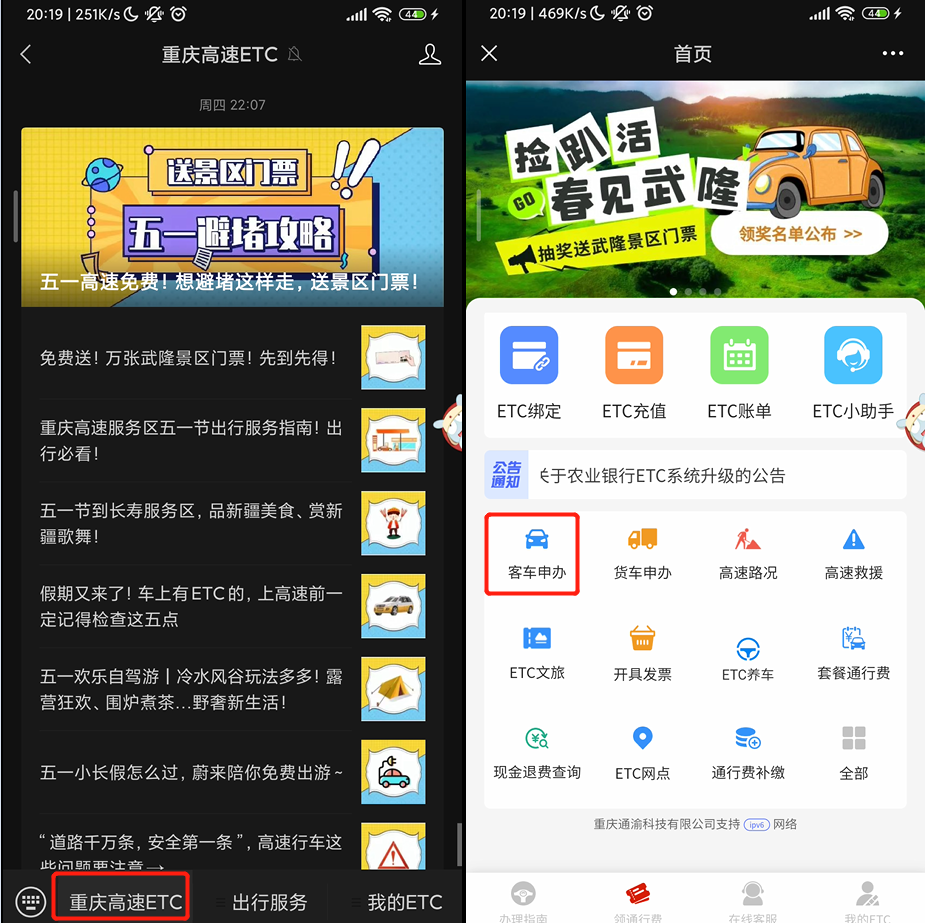 20:19 | 251K/s
44
重庆高速ETC
周四 22:07
送景区门票
五一避堵攻略
五一高速免费！想避堵这样走，送景区门票！
免费送！万张武隆景区门票！先到先得！
重庆高速服务区五一节出行服务指南！出
行必看！
五一节到长寿服务区，品新疆美食、赏新
疆歌舞！
假期又来了！车上有ETC的，上高速前一
定记得检查这五点
五一欢乐自驾游丨冷水风谷玩法多多！露
营狂欢、围炉煮茶...野奢新生活！
五一小长假怎么过，蔚来陪你免费出游~
“道路千万条，安全第一条”，高速行车这
些问题要注意→
重庆高速ETC
出行服务
我的ETC
20:19 | 469K/s
44
首页
捡趴活
GO
春见武隆
抽奖送武隆景区门票
领奖名单公布 >>
ETC绑定
ETC充值
ETC账单
ETC小助手
公告
通知
关于农业银行ETC系统升级的公告
客车申办
货车申办
高速路况
高速救援
ETC文旅
开具发票
ETC养车
套餐通行费
现金退费查询
ETC网点
通行费补缴
全部
重庆通渝科技有限公司支持 ipv6 网络
办理指南
领通行费
在线客服
我的ETC